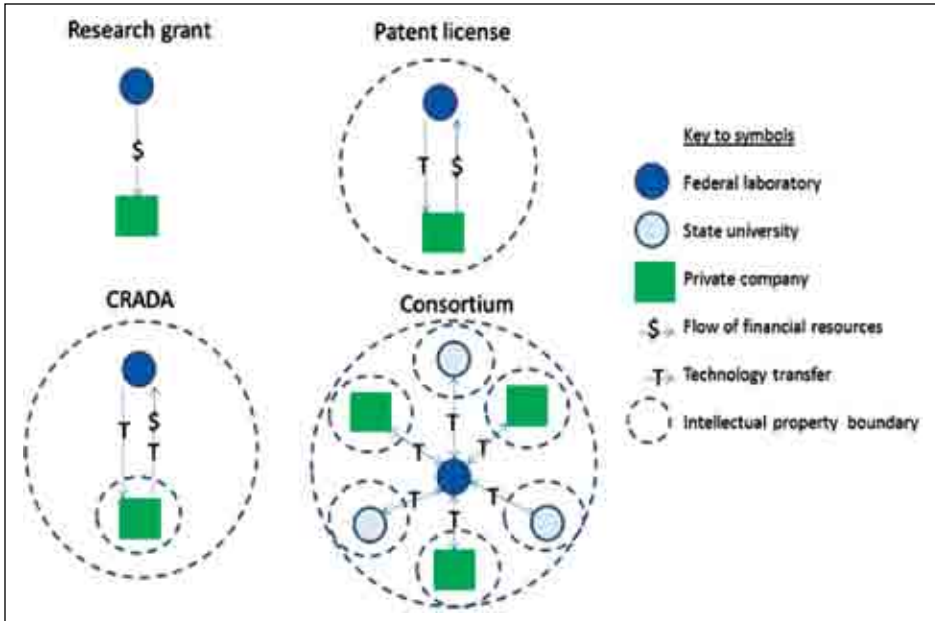 Research grant
$
Patent license
T $
CRADA
T $
T
Consortium
T
T T
T T
T
Key to symbols
Federal laboratory
State university
Private company
$ Flow of financial resources
T Technology transfer
Intellectual property boundary